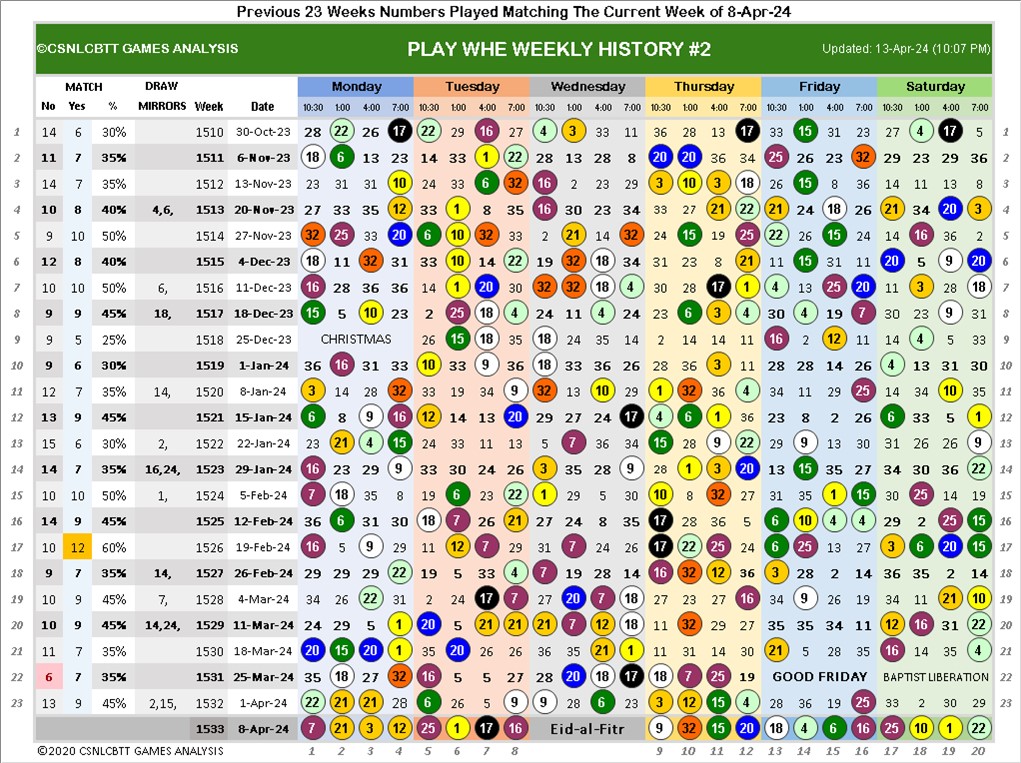 Previous 23 Weeks Numbers Played Matching The Current Week of 8-Apr-24
©CSNLCBTT GAMES ANALYSIS PLAY WHE WEEKLY HISTORY #2 Updated: 13-Apr-24 (10:07 PM)
MATCH DRAW Monday Tuesday Wednesday Thursday Friday Saturday
No Yes % MIRRORS Week Date 10:30 1:00 4:00 7:00 10:30 1:00 4:00 7:00 10:30 1:00 4:00 7:00 10:30 1:00 4:00 7:00 10:30 1:00 4:00 7:00 10:30 1:00 4:00 7:00
1 14 6 30% 1510 30-Oct-23 28 22 26 17 22 29 16 27 4 3 33 11 36 28 13 17 33 15 31 23 27 4 17 5 1
2 11 7 35% 1511 6-Nov-23 18 6 13 23 14 33 1 22 28 13 28 8 20 20 36 34 25 26 23 32 29 23 29 36 2
3 14 7 35% 1512 13-Nov-23 23 31 31 10 24 33 6 32 16 2 23 29 3 10 3 18 26 15 8 36 14 11 13 8 3
4 10 8 40% 4,6, 1513 20-Nov-23 27 33 35 12 33 1 8 35 16 30 23 34 33 27 21 22 21 24 18 26 21 34 20 3 4
5 9 10 50% 1514 27-Nov-23 32 25 33 20 6 10 32 33 2 21 14 32 24 15 19 25 22 26 15 24 14 16 36 2 5
6 12 8 40% 1515 4-Dec-23 18 11 32 31 33 10 14 22 19 32 18 34 31 23 8 21 11 15 31 11 20 5 9 20 6
7 10 10 50% 6, 1516 11-Dec-23 16 28 36 36 14 1 20 30 32 32 18 4 30 28 17 1 4 13 25 20 11 3 28 18 7
8 9 9 45% 18, 1517 18-Dec-23 15 5 10 23 2 25 18 4 24 11 4 24 23 6 3 4 30 4 19 7 30 23 9 31 8
9 9 5 25% 1518 25-Dec-23 CHRISTMAS 26 15 18 35 18 24 35 14 2 14 14 11 16 2 12 11 24 4 5 33 9
10 9 6 30% 1519 1-Jan-24 36 16 31 33 10 33 9 36 18 33 36 26 28 36 3 11 28 28 14 26 4 13 31 30 10
11 12 7 35% 14, 1520 8-Jan-24 3 14 28 32 33 19 34 9 32 13 10 29 1 32 36 4 34 11 29 25 14 34 10 35 11
12 13 9 45% 1521 15-Jan-24 6 8 9 16 12 14 13 20 29 27 24 17 4 6 1 36 23 8 2 26 6 33 5 1 12
13 15 6 30% 2, 1522 22-Jan-24 23 21 4 15 24 33 11 13 5 7 36 34 15 28 9 22 29 9 13 30 31 26 26 9 13
14 14 7 35% 16,24, 1523 29-Jan-24 16 23 29 9 33 30 24 26 3 35 28 9 28 1 3 20 13 15 35 27 34 30 36 22 14
15 10 10 50% 1, 1524 5-Feb-24 7 18 35 8 19 6 23 22 1 29 5 30 10 8 32 27 31 35 1 15 30 25 14 19 15
16 14 9 45% 1525 12-Feb-24 36 6 31 30 18 7 26 21 27 24 8 35 17 28 36 5 6 10 4 4 29 2 25 15 16
17 10 12 60% 1526 19-Feb-24 16 5 9 29 11 12 7 29 31 7 24 26 17 22 25 24 6 25 13 27 3 6 20 15 17
18 9 7 35% 14, 1527 26-Feb-24 29 29 29 22 19 5 33 4 7 19 28 14 16 32 12 36 3 28 2 14 36 35 2 14 18
19 10 9 45% 7, 1528 4-Mar-24 34 26 22 31 2 24 17 7 27 20 7 18 27 23 27 16 34 9 26 19 34 11 21 10 19
20 10 9 45% 14,24, 1529 11-Mar-24 24 29 5 1 20 5 21 21 21 7 12 18 26 32 29 27 35 35 34 11 12 16 31 22 20
21 11 7 35% 1530 18-Mar-24 20 15 20 1 35 20 26 26 36 35 21 1 11 31 14 30 21 5 28 35 16 14 35 4 21
22 6 7 35% 1531 25-Mar-24 35 18 27 32 16 5 5 27 28 20 18 17 18 7 25 19 GOOD FRIDAY BAPTIST LIBERATION 22
23 13 9 45% 2,15, 1532 1-Apr-24 22 21 21 34 6 26 5 9 9 28 6 23 3 12 15 4 28 36 19 25 33 2 30 29 23
1533 8-Apr-24 7 21 3 12 25 1 17 16 Eid-al-Fitr 9 32 15 20 18 4 6 16 25 10 1 22
©2020 CSNLCBTT GAMES ANALYSIS 1 2 3 4 5 6 7 8 9 10 11 12 13 14 15 16 17 18 19 20